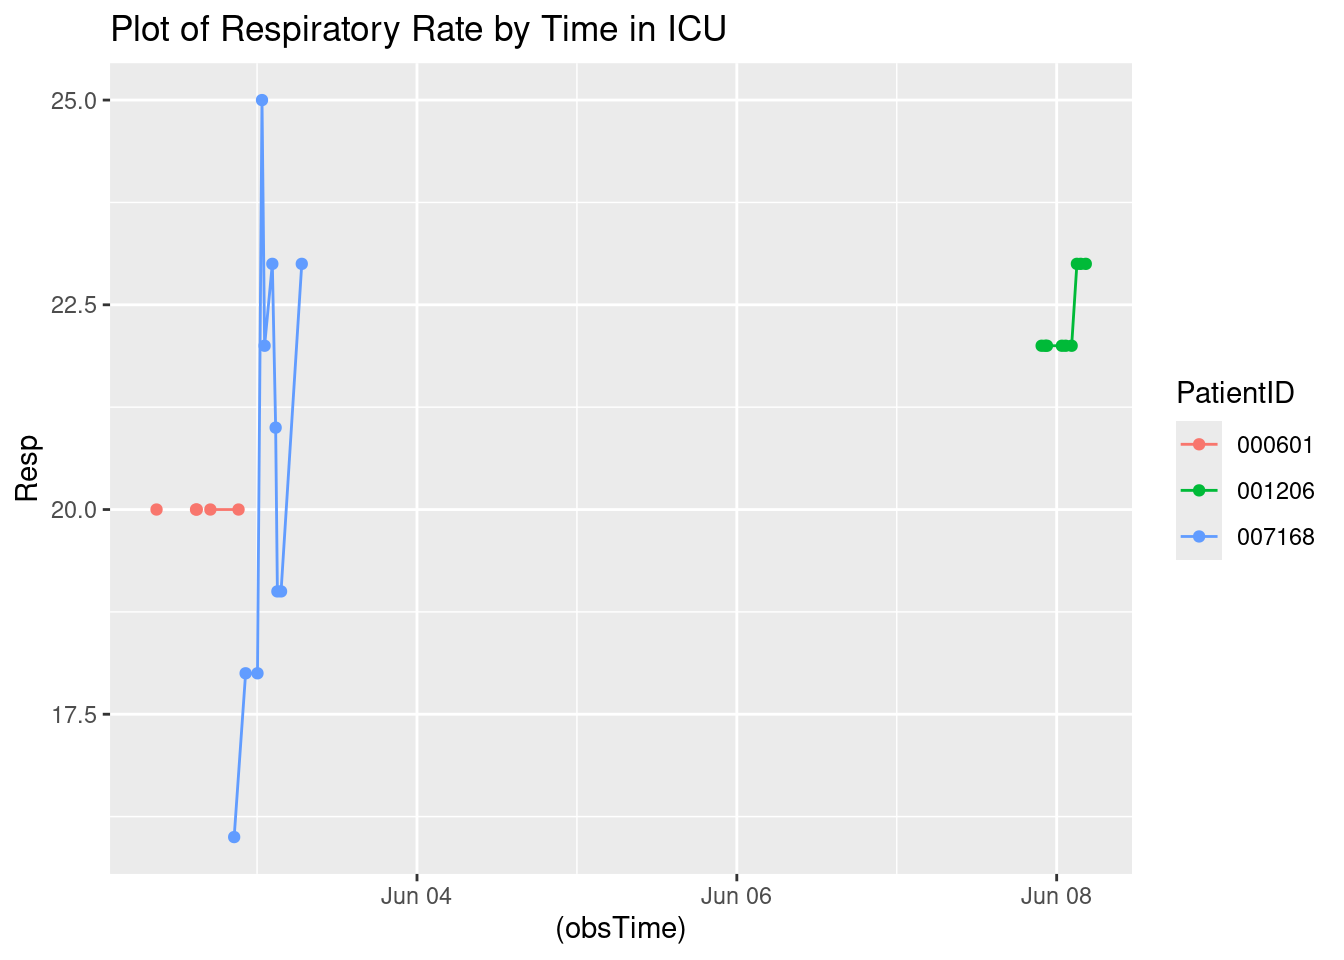 Plot of Respiratory Rate by Time in ICU
25.0
22.5
20.0
17.5
Resp
Jun 04 Jun 06 Jun 08
(obsTime)
PatientID
000601
001206
007168